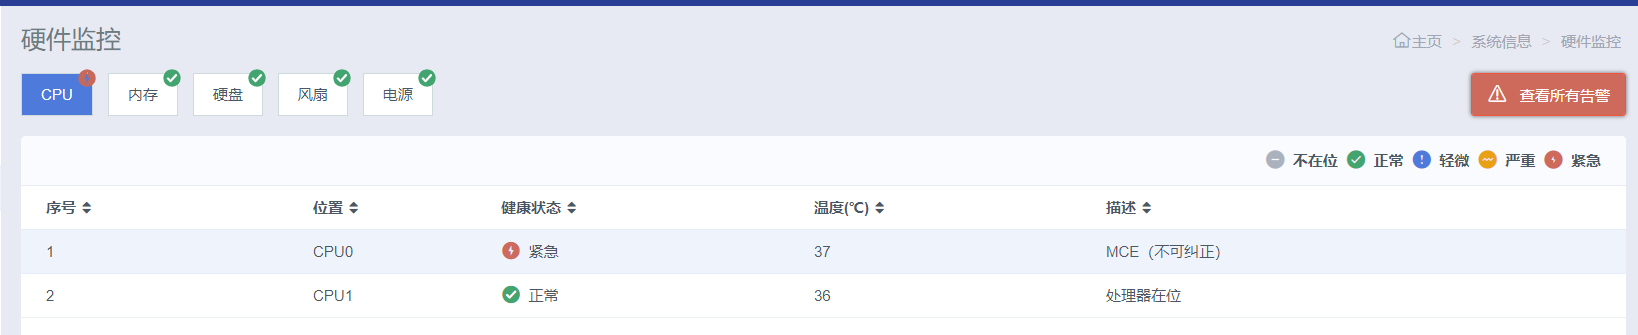 硬件监控
主页 > 系统信息 > 硬件监控
CPU 内存 硬盘 风扇 电源
查看所有告警
不在位 正常 轻微 严重 紧急
序号 位置 健康状态 温度(℃) 描述
1 CPU0 紧急 37 MCE（不可纠正）
2 CPU1 正常 36 处理器在位